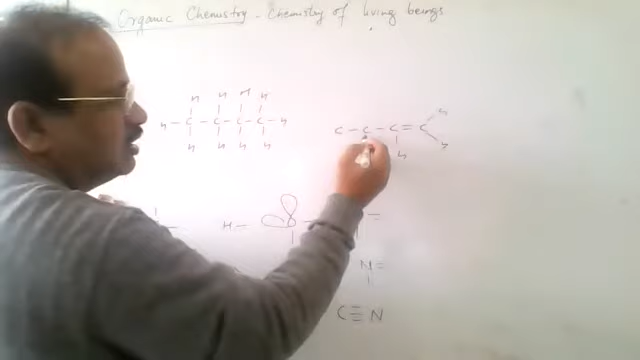 Organic Chemistry - Chemistry of living beings
H H H H
H - C - C - C - C - H
H H H H
C - C - C = C
H
H
H
H -
N =
C ≡ N